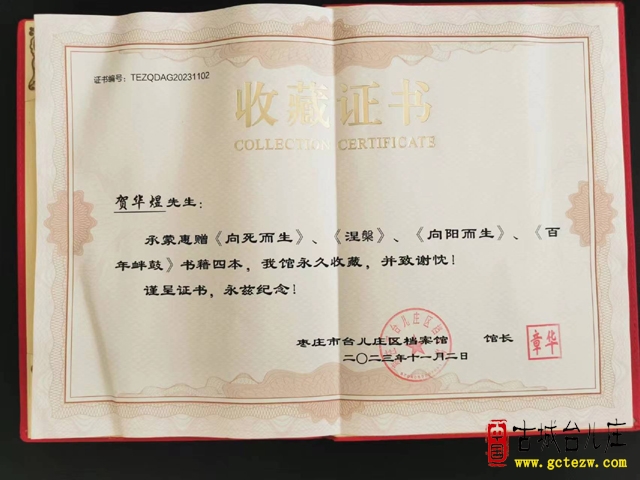 证书编号：TEZQDAG20231102
收藏证书
COLLECTION CERTIFICATE
贺华煜先生：
承蒙惠赠《向死而生》、《涅槃》、《向阳而生》、《百
年衅鼓》书籍四本，我馆永久收藏，并致谢忱！
谨呈证书，永兹纪念！
枣庄市台儿庄区档案馆 馆长 章华
二〇二三年十一月二日
中国 古城台儿庄
www.gctezw.com